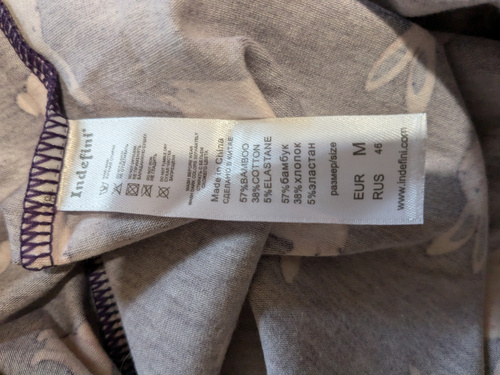 Indefini
Made in China
СДЕЛАНО В КИТАЕ
57%BAMBOO
38%COTTON
5%ELASTANE
57%бамбук
38%хлопок
5%эластан
размер/size
EUR M
RUS 46
www.indefini.com